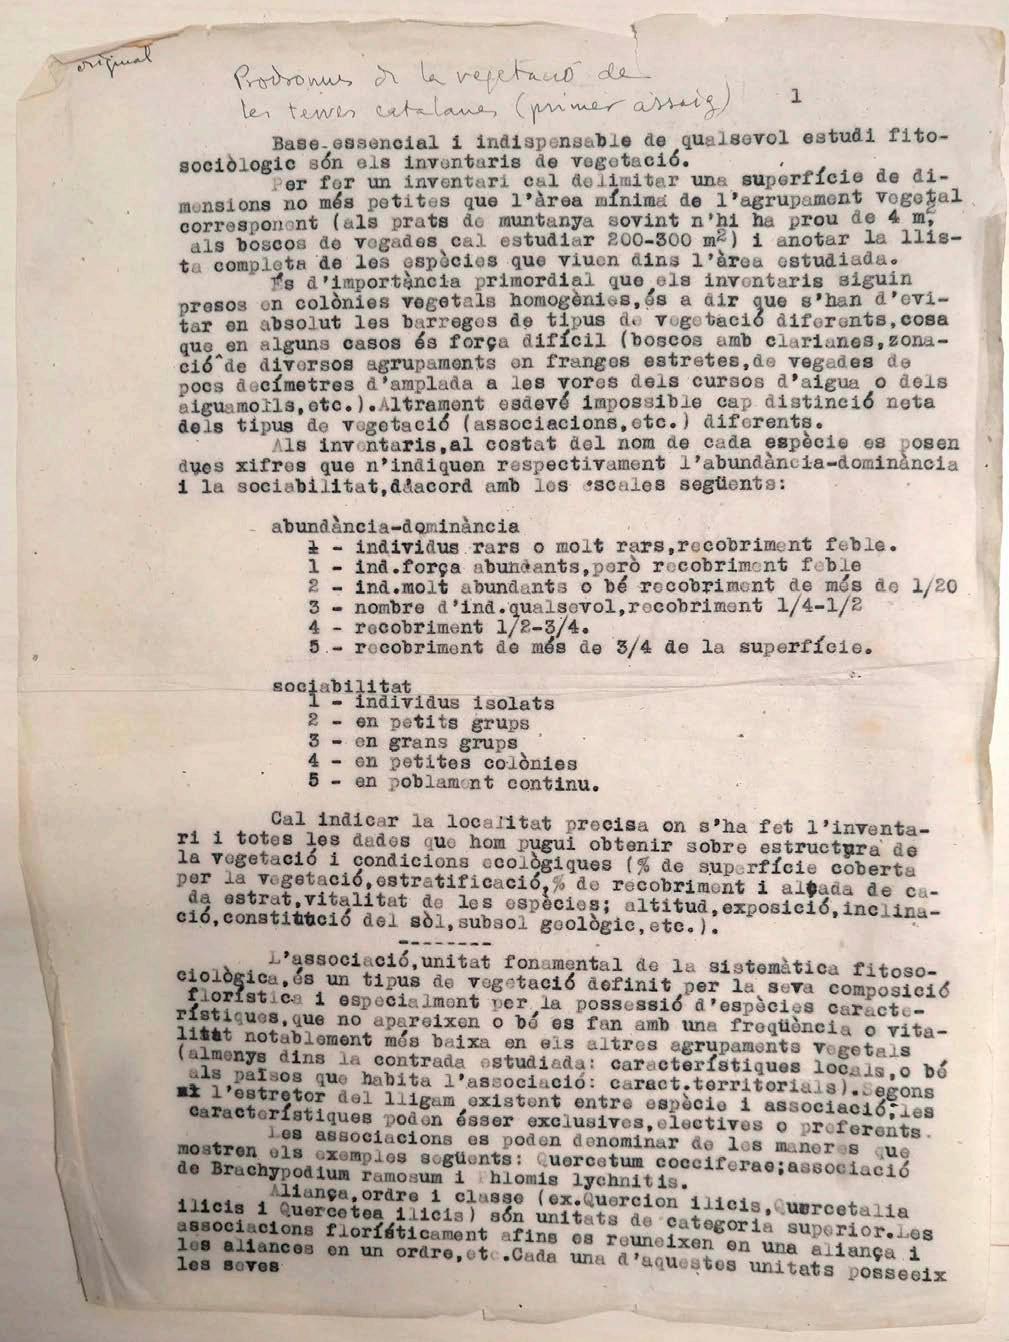 original
Prodromus de la vegetació de
les terres catalanes (primer assaig)
1
Base essencial i indispensable de qualsevol estudi fito-
sociòlogic són els inventaris de vegetació.
Per fer un inventari cal delimitar una superfície de di-
mensions no més petites que l'àrea mínima de l'agrupament vegetal
corresponent (als prats de muntanya sovint n'hi ha prou de 4 m²,
als boscos de vegades cal estudiar 200-300 m²) i anotar la llis-
ta completa de les espècies que viuen dins l'àrea estudiada.
És d'importància primordial que els inventaris siguin
presos en colònies vegetals homogènies,és a dir que s'han d'evi-
tar en absolut les barreges de tipus de vegetació diferents,cosa
que en alguns casos és força difícil (boscos amb clarianes,zona-
ció de diversos agrupaments en franges estretes,de vegades de
pocs decímetres d'amplada a les vores dels cursos d'aigua o dels
aiguamolls,etc.).Altrament esdevé impossible cap distinció neta
dels tipus de vegetació (associacions,etc.) diferents.
Als inventaris,al costat del nom de cada espècie es posen
dues xifres que n'indiquen respectivament l'abundància-dominància
i la sociabilitat,d'acord amb les escales següents:
abundància-dominància
+ - individus rars o molt rars,recobriment feble.
1 - ind.força abundants,però recobriment feble
2 - ind.molt abundants o bé recobriment de més de 1/20
3 - nombre d'ind.qualsevol,recobriment 1/4-1/2
4 - recobriment 1/2-3/4.
5 - recobriment de més de 3/4 de la superfície.
sociabilitat
1 - individus isolats
2 - en petits grups
3 - en grans grups
4 - en petites colònies
5 - en poblament continu.
Cal indicar la localitat precisa on s'ha fet l'inventa-
ri i totes les dades que hom pugui obtenir sobre estructura de
la vegetació i condicions ecològiques (% de superfície coberta
per la vegetació,estratificació,% de recobriment i alçada de ca-
da estrat,vitalitat de les espècies; altitud,exposició,inclina-
ció,constitució del sòl,subsol geològic,etc.).
--------
L'associació,unitat fonamental de la sistemàtica fitoso-
ciològica,és un tipus de vegetació definit per la seva composició
florística i especialment per la possessió d'espècies caracte-
rístiques,que no apareixen o bé es fan amb una freqüència o vita-
litat notablement més baixa en els altres agrupaments vegetals
(almenys dins la contrada estudiada: característiques locals,o bé
als països que habita l'associació: caract.territorials).Segons
l'estretor del lligam existent entre espècie i associació,les
característiques poden ésser exclusives,electives o preferents.
Les associacions es poden denominar de les maneres que
mostren els exemples següents: Quercetum cocciferae;associació
de Brachypodium ramosum i Phlomis lychnitis.
Aliança,ordre i classe (ex.Quercion ilicis,Quercetalia
ilicis i Quercetea ilicis) són unitats de categoria superior.Les
associacions florísticament afins es reuneixen en una aliança i
les aliances en un ordre,etc.Cada una d'aquestes unitats posseeix
les seves